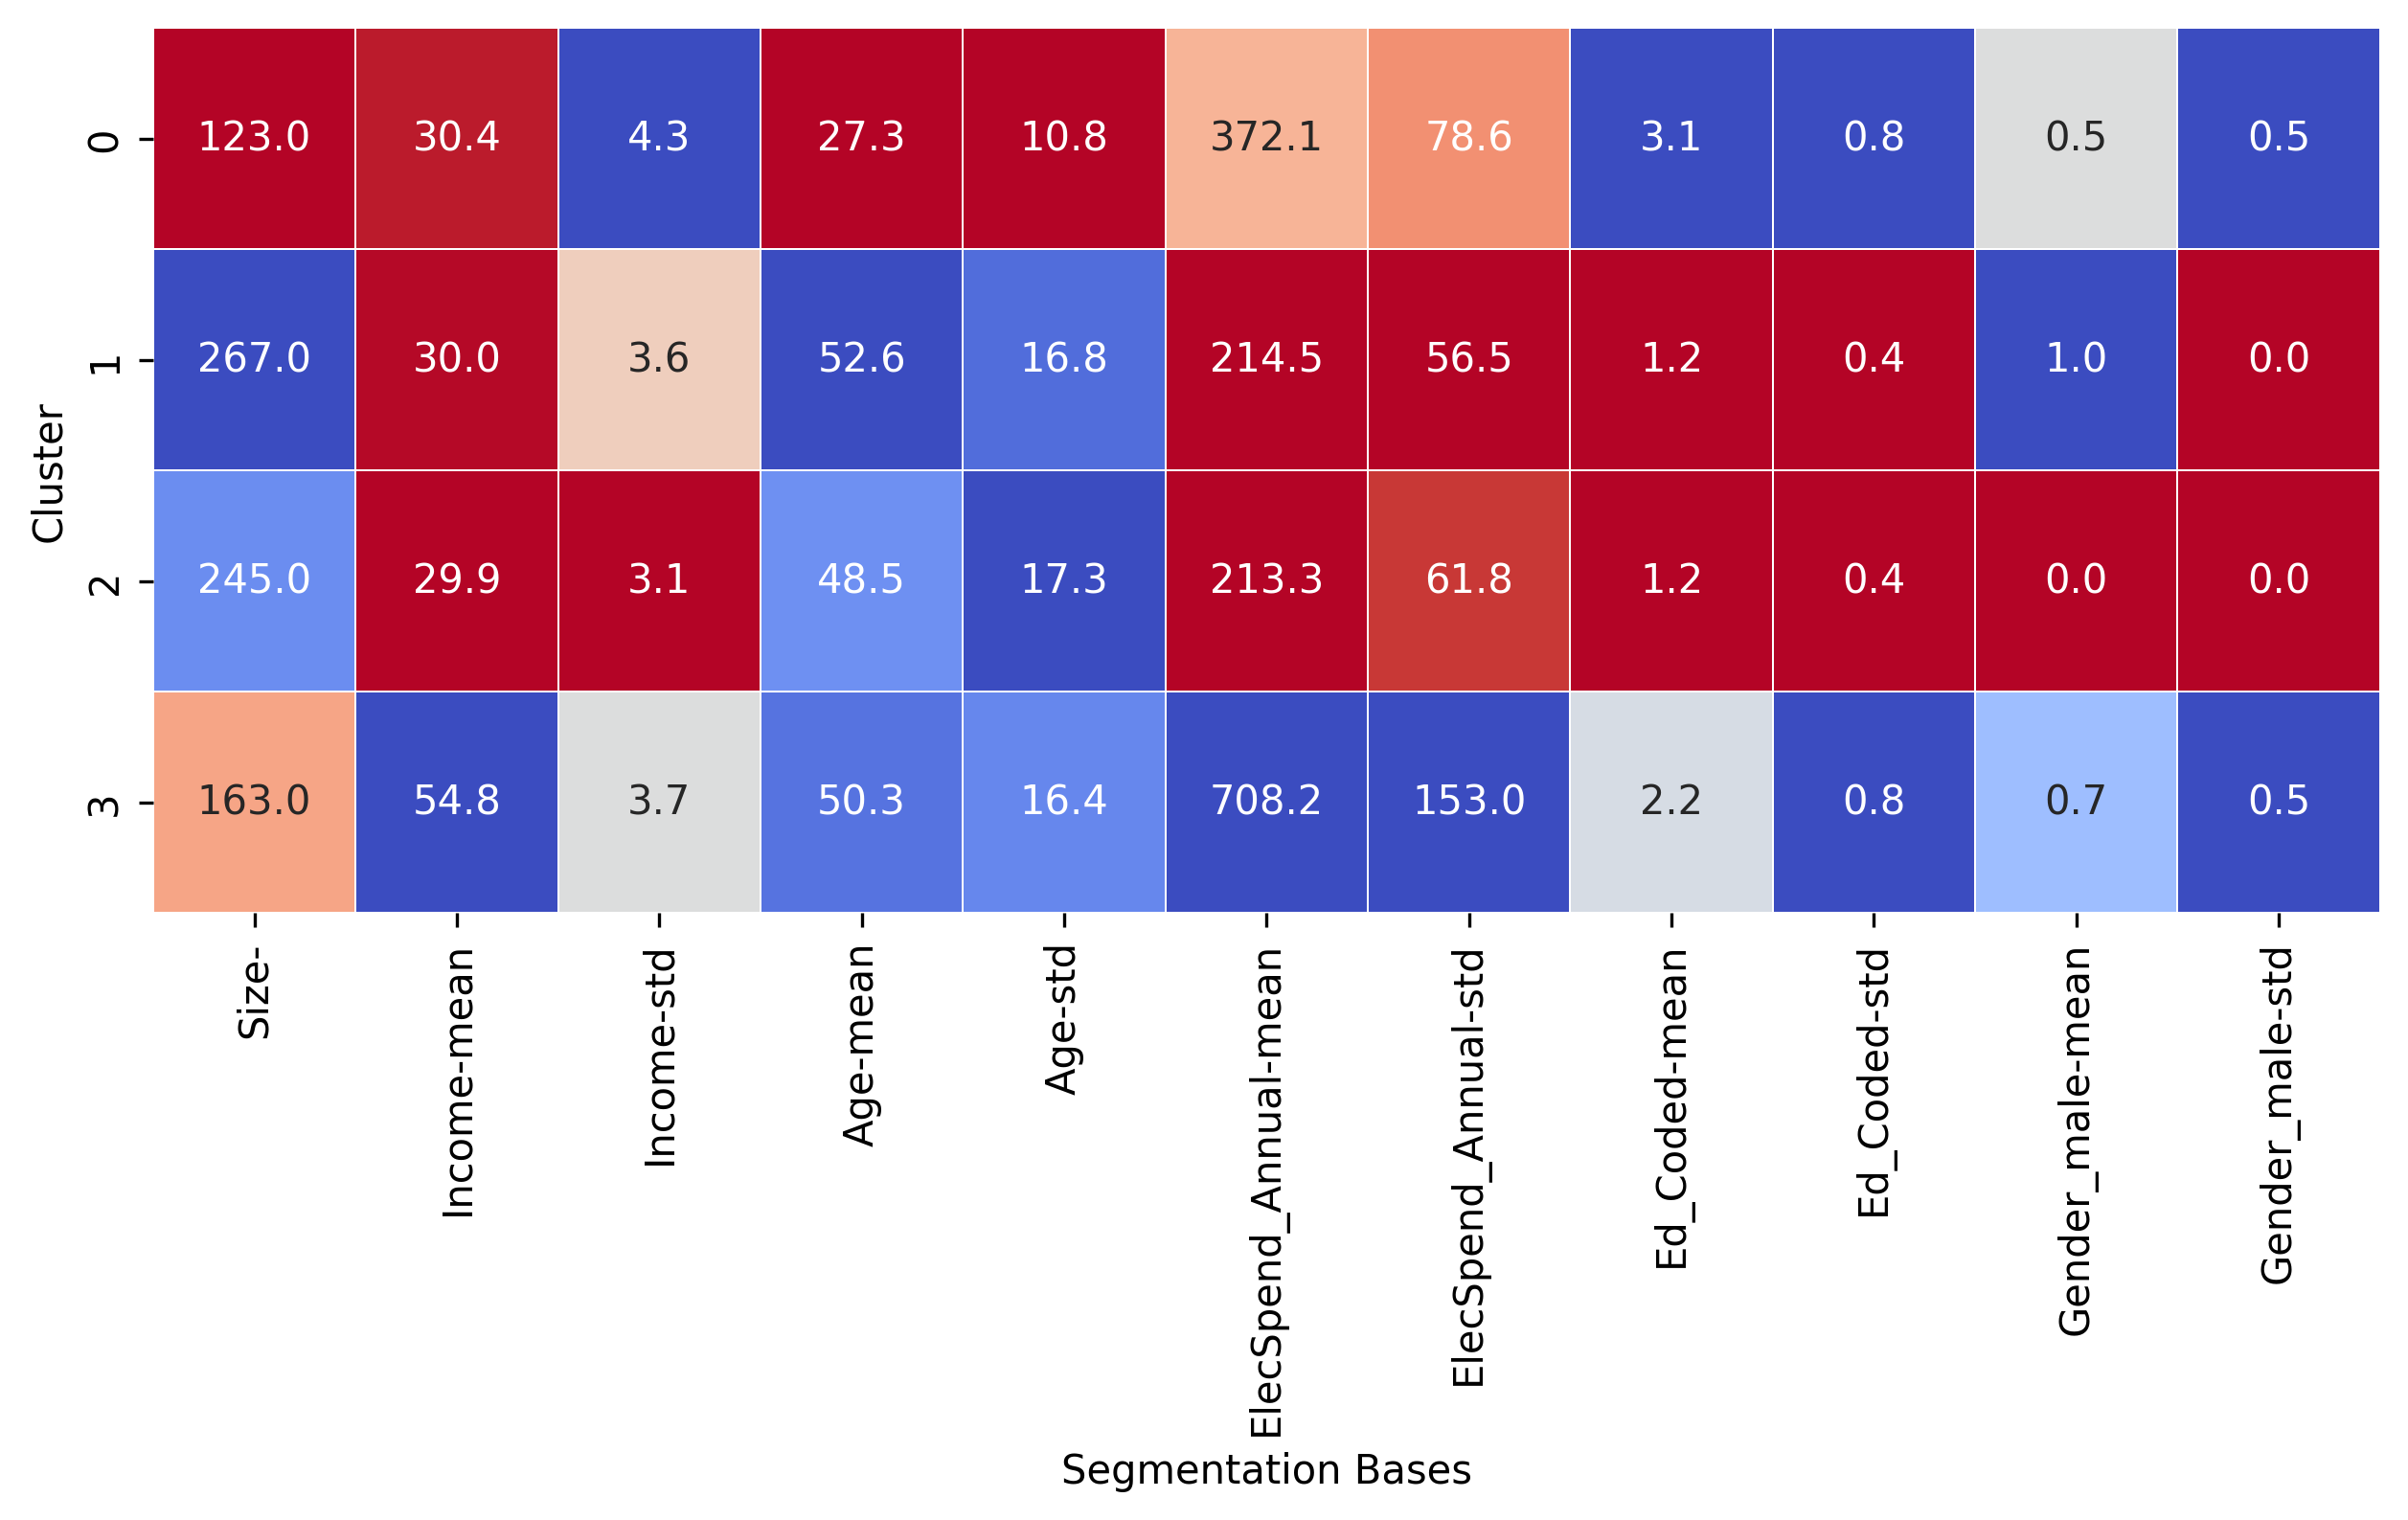 0 123.0 30.4 4.3 27.3 10.8 372.1 78.6 3.1 0.8 0.5 0.5
1 267.0 30.0 3.6 52.6 16.8 214.5 56.5 1.2 0.4 1.0 0.0
2 245.0 29.9 3.1 48.5 17.3 213.3 61.8 1.2 0.4 0.0 0.0
3 163.0 54.8 3.7 50.3 16.4 708.2 153.0 2.2 0.8 0.7 0.5
Cluster
Size-
Income-mean
Income-std
Age-mean
Age-std
ElecSpend_Annual-mean
ElecSpend_Annual-std
Ed_Coded-mean
Ed_Coded-std
Gender_male-mean
Gender_male-std
Segmentation Bases